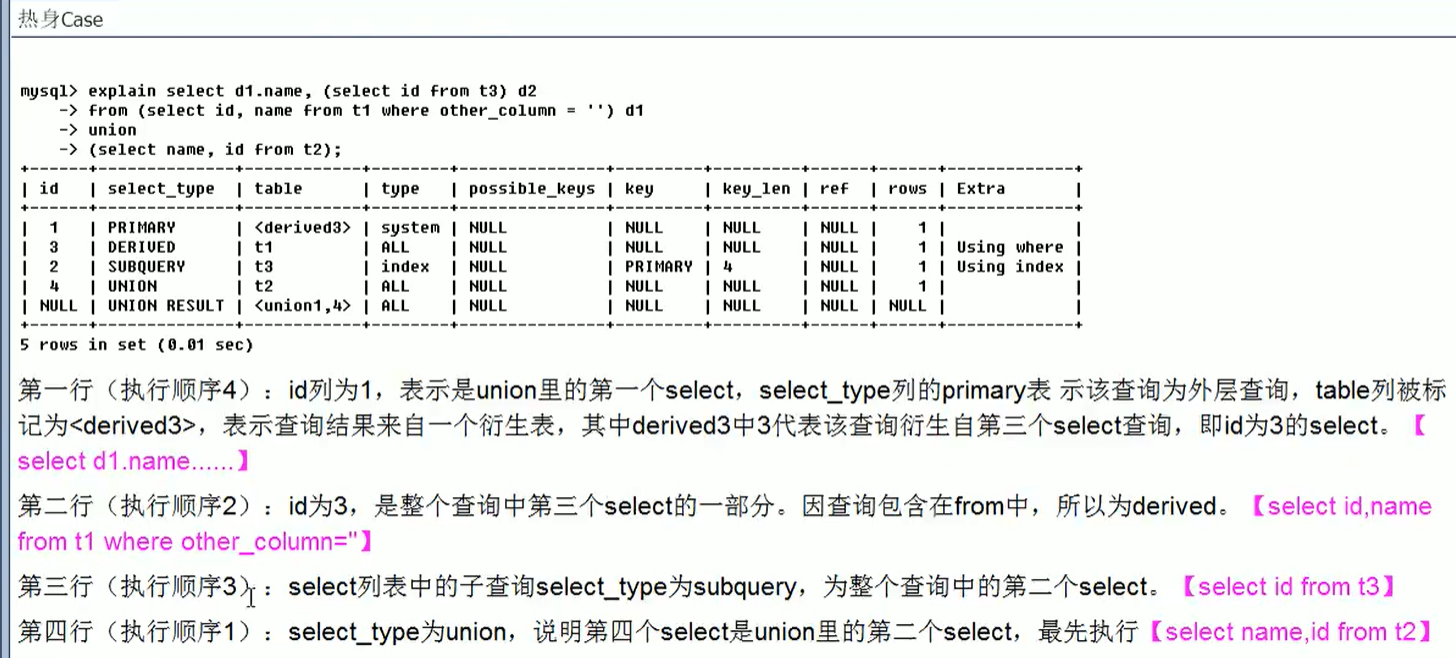 热身Case
mysql> explain select d1.name, (select id from t3) d2
    -> from (select id, name from t1 where other_column = '') d1
    -> union
    -> (select name, id from t2);
+------+--------------+------------+--------+---------------+---------+---------+------+------+-------------+
| id   | select_type  | table      | type   | possible_keys | key     | key_len | ref  | rows | Extra       |
+------+--------------+------------+--------+---------------+---------+---------+------+------+-------------+
|  1   | PRIMARY      | <derived3> | system | NULL          | NULL    | NULL    | NULL |    1 |             |
|  3   | DERIVED      | t1         | ALL    | NULL          | NULL    | NULL    | NULL |    1 | Using where |
|  2   | SUBQUERY     | t3         | index  | NULL          | PRIMARY | 4       | NULL |    1 | Using index |
|  4   | UNION        | t2         | ALL    | NULL          | NULL    | NULL    | NULL |    1 |             |
| NULL | UNION RESULT | <union1,4> | ALL    | NULL          | NULL    | NULL    | NULL | NULL |             |
+------+--------------+------------+--------+---------------+---------+---------+------+------+-------------+
5 rows in set (0.01 sec)
第一行（执行顺序4）：id列为1，表示是union里的第一个select，select_type列的primary表 示该查询为外层查询，table列被标
记为<derived3>，表示查询结果来自一个衍生表，其中derived3中3代表该查询衍生自第三个select查询，即id为3的select。【
select d1.name......】
第二行（执行顺序2）：id为3，是整个查询中第三个select的一部分。因查询包含在from中，所以为derived。【select id,name
from t1 where other_column=''】
第三行（执行顺序3）：select列表中的子查询select_type为subquery，为整个查询中的第二个select。【select id from t3】
第四行（执行顺序1）：select_type为union，说明第四个select是union里的第二个select，最先执行【select name,id from t2】